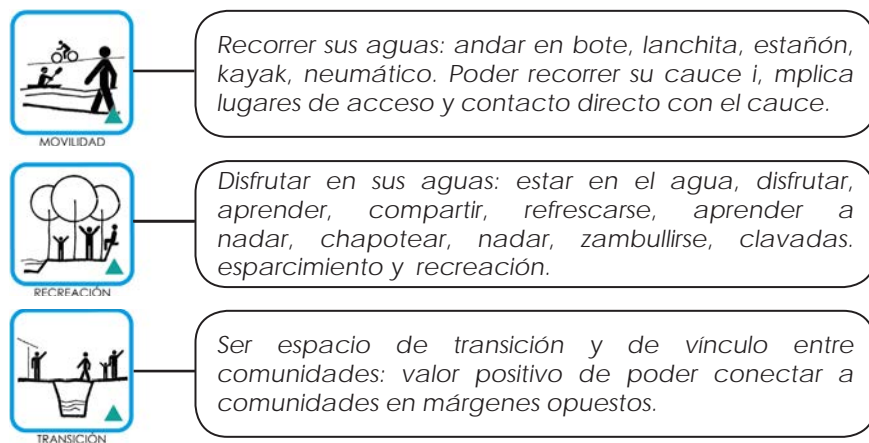 MOVILIDAD
Recorrer sus aguas: andar en bote, lanchita, estañón,
kayak, neumático. Poder recorrer su cauce i, mplica
lugares de acceso y contacto directo con el cauce.
RECREACIÓN
Disfrutar en sus aguas: estar en el agua, disfrutar,
aprender, compartir, refrescarse, aprender a
nadar, chapotear, nadar, zambullirse, clavadas.
esparcimiento y recreación.
TRANSICIÓN
Ser espacio de transición y de vínculo entre
comunidades: valor positivo de poder conectar a
comunidades en márgenes opuestos.